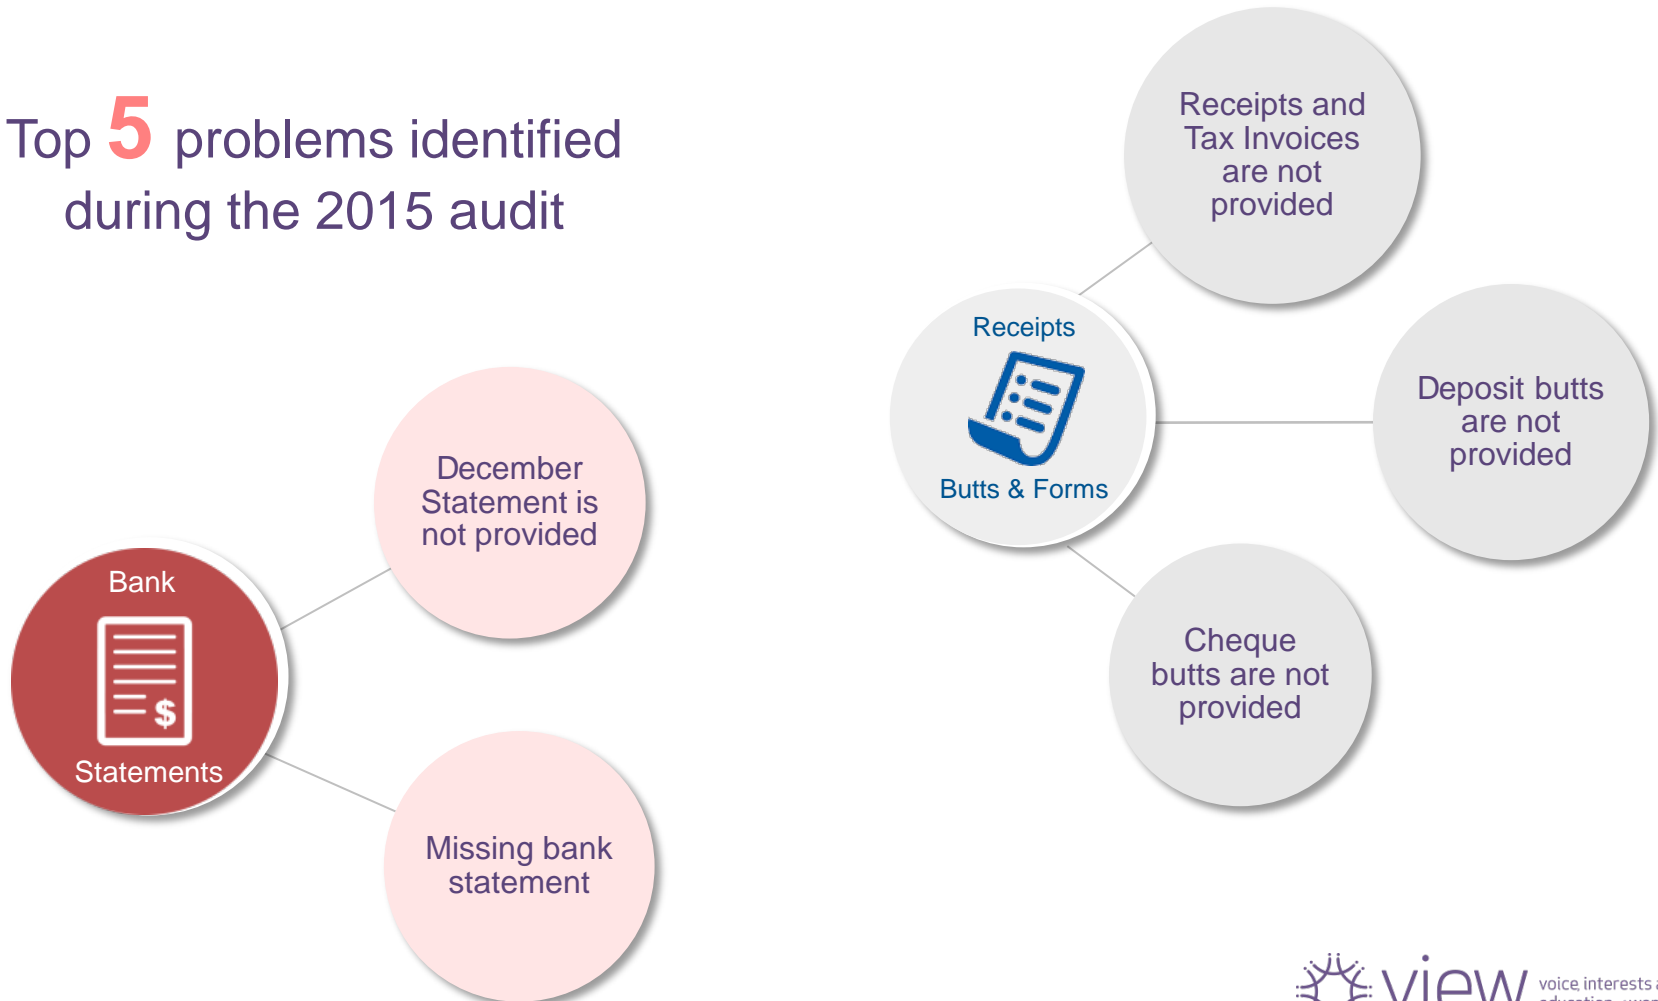 Top 5 problems identified
during the 2015 audit
Receipts and
Tax Invoices
are not
provided
Receipts
Butts & Forms
Deposit butts
are not
provided
Cheque
butts are not
provided
Bank
$
Statements
December
Statement is
not provided
Missing bank
statement
view
voice, interests